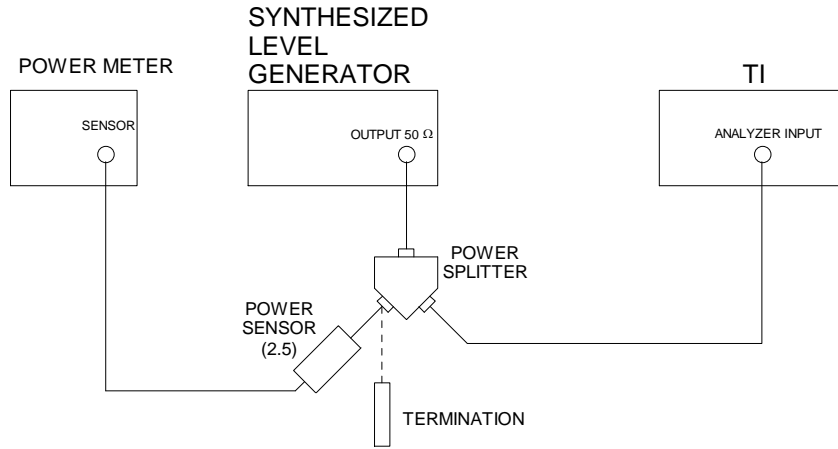 SYNTHESIZED
LEVEL
GENERATOR
POWER METER
TI
SENSOR
OUTPUT 50 Ω
ANALYZER INPUT
POWER
SPLITTER
POWER
SENSOR
(2.5)
TERMINATION